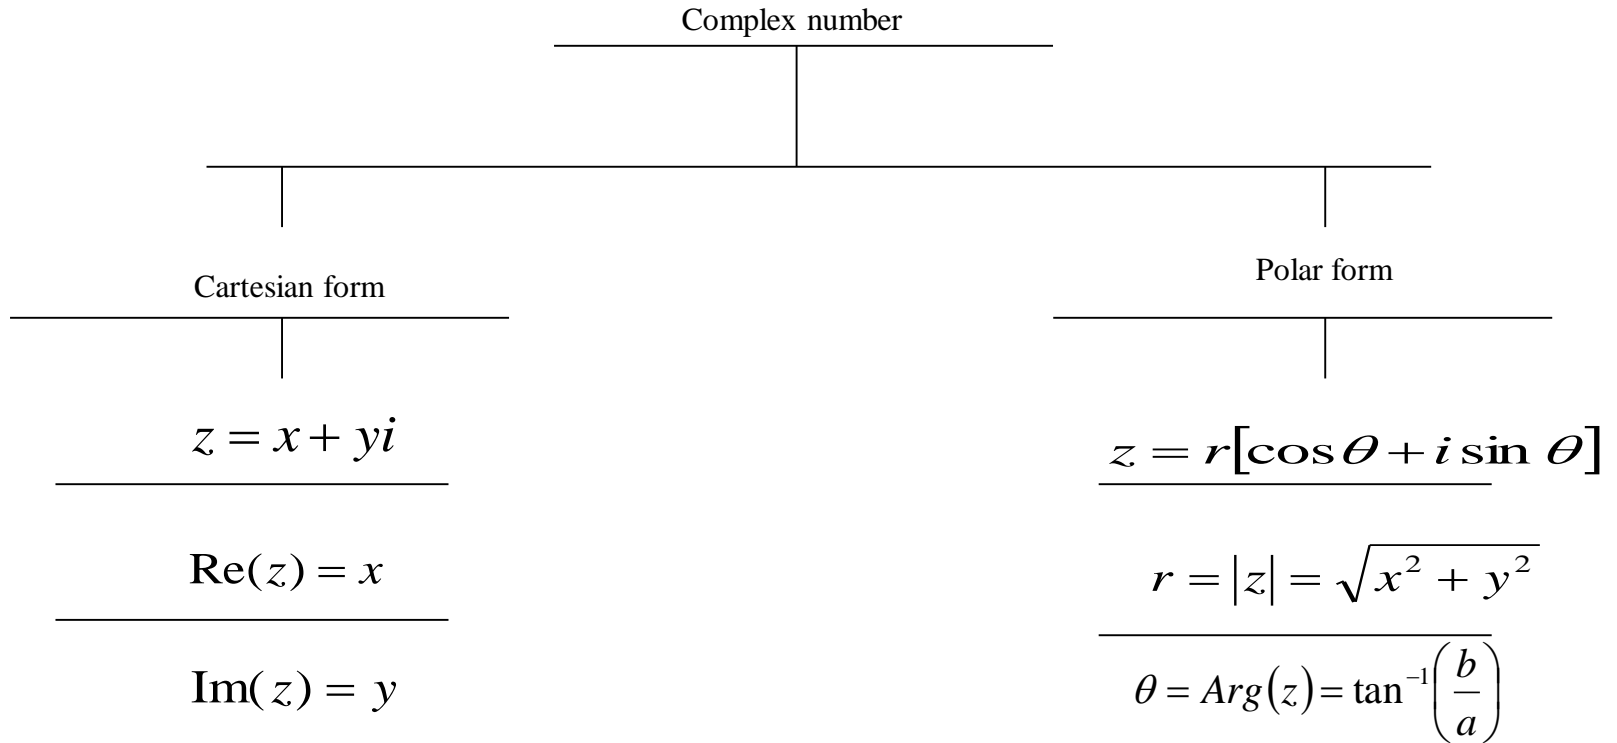 Complex number
Cartesian form
z = x + yi
Re(z) = x
Im(z) = y
Polar form
z = r[cos θ + i sin θ]
r = |z| = √(x² + y²)
θ = Arg(z) = tan⁻¹(b/a)